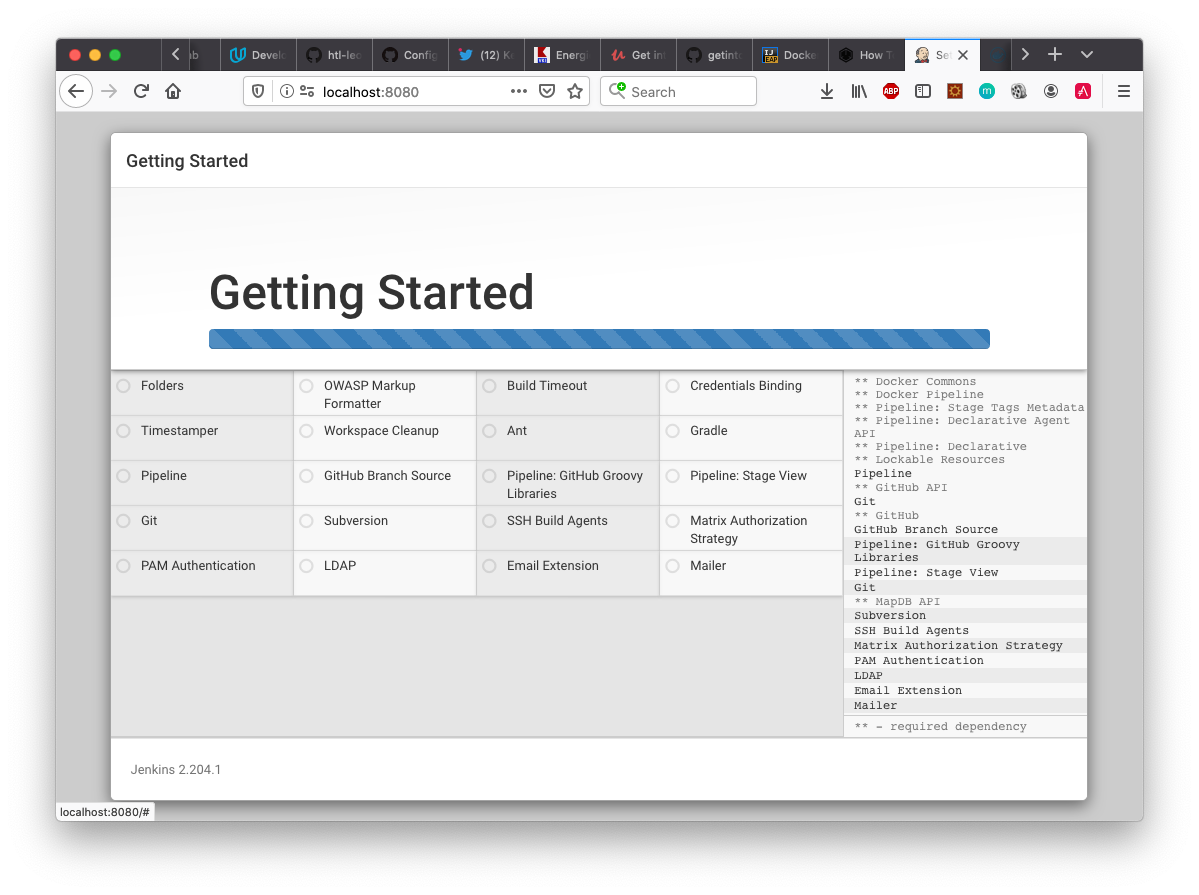 Develo
htl-leo
Config
(12) Ke
Energi
Get in
getinto
Docke
How T
Se
localhost:8080
Search
ABP
Getting Started
Getting Started
Folders
OWASP Markup
Formatter
Build Timeout
Credentials Binding
Timestamper
Workspace Cleanup
Ant
Gradle
Pipeline
GitHub Branch Source
Pipeline: GitHub Groovy
Libraries
Pipeline: Stage View
Git
Subversion
SSH Build Agents
Matrix Authorization
Strategy
PAM Authentication
LDAP
Email Extension
Mailer
** Docker Commons
** Docker Pipeline
** Pipeline: Stage Tags Metadata
** Pipeline: Declarative Agent
API
** Pipeline: Declarative
** Lockable Resources
Pipeline
** GitHub API
Git
** GitHub
GitHub Branch Source
Pipeline: GitHub Groovy
Libraries
Pipeline: Stage View
Git
** MapDB API
Subversion
SSH Build Agents
Matrix Authorization Strategy
PAM Authentication
LDAP
Email Extension
Mailer
** - required dependency
Jenkins 2.204.1
localhost:8080/#